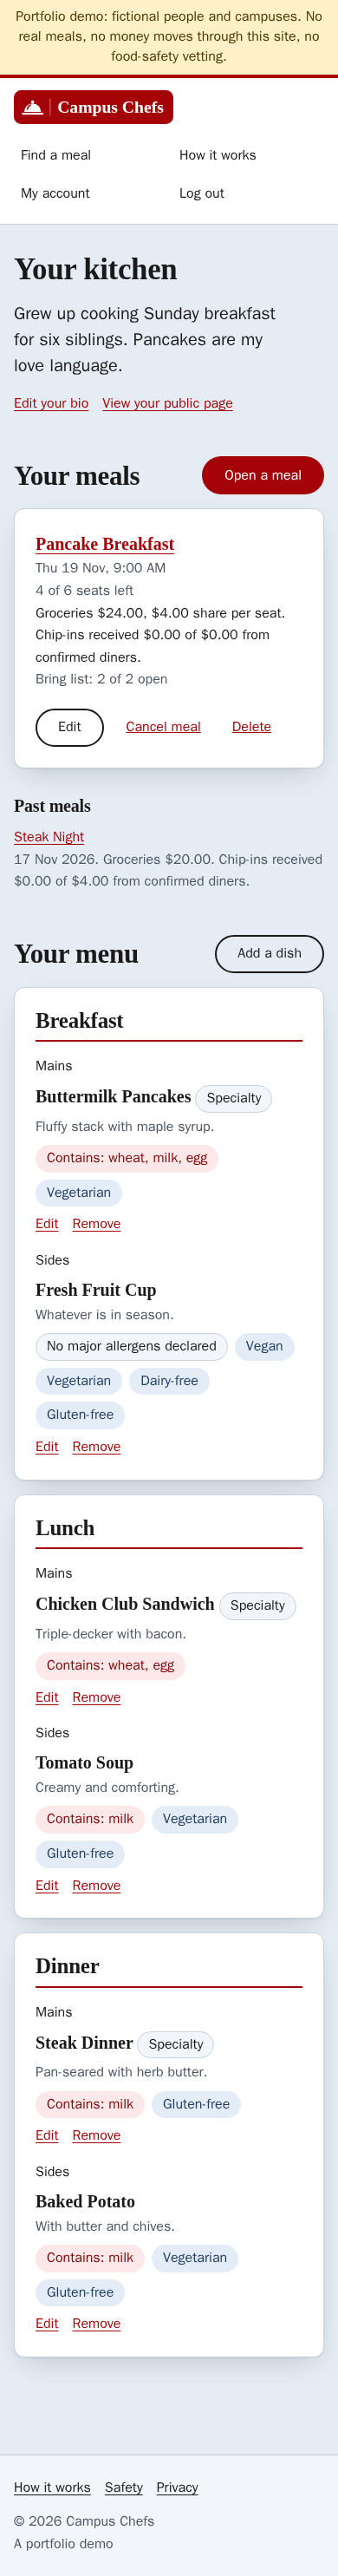 Portfolio demo: fictional people and campuses. No
real meals, no money moves through this site, no
food-safety vetting.
Campus Chefs
Find a meal How it works
My account Log out
Your kitchen
Grew up cooking Sunday breakfast
for six siblings. Pancakes are my
love language.
Edit your bio View your public page
Your meals Open a meal
Pancake Breakfast
Thu 19 Nov, 9:00 AM
4 of 6 seats left
Groceries $24.00, $4.00 share per seat.
Chip-ins received $0.00 of $0.00 from
confirmed diners.
Bring list: 2 of 2 open
Edit Cancel meal Delete
Past meals
Steak Night
17 Nov 2026. Groceries $20.00. Chip-ins received
$0.00 of $4.00 from confirmed diners.
Your menu Add a dish
Breakfast
Mains
Buttermilk Pancakes Specialty
Fluffy stack with maple syrup.
Contains: wheat, milk, egg
Vegetarian
Edit Remove
Sides
Fresh Fruit Cup
Whatever is in season.
No major allergens declared Vegan
Vegetarian Dairy-free
Gluten-free
Edit Remove
Lunch
Mains
Chicken Club Sandwich Specialty
Triple-decker with bacon.
Contains: wheat, egg
Edit Remove
Sides
Tomato Soup
Creamy and comforting.
Contains: milk Vegetarian
Gluten-free
Edit Remove
Dinner
Mains
Steak Dinner Specialty
Pan-seared with herb butter.
Contains: milk Gluten-free
Edit Remove
Sides
Baked Potato
With butter and chives.
Contains: milk Vegetarian
Gluten-free
Edit Remove
How it works Safety Privacy
© 2026 Campus Chefs
A portfolio demo